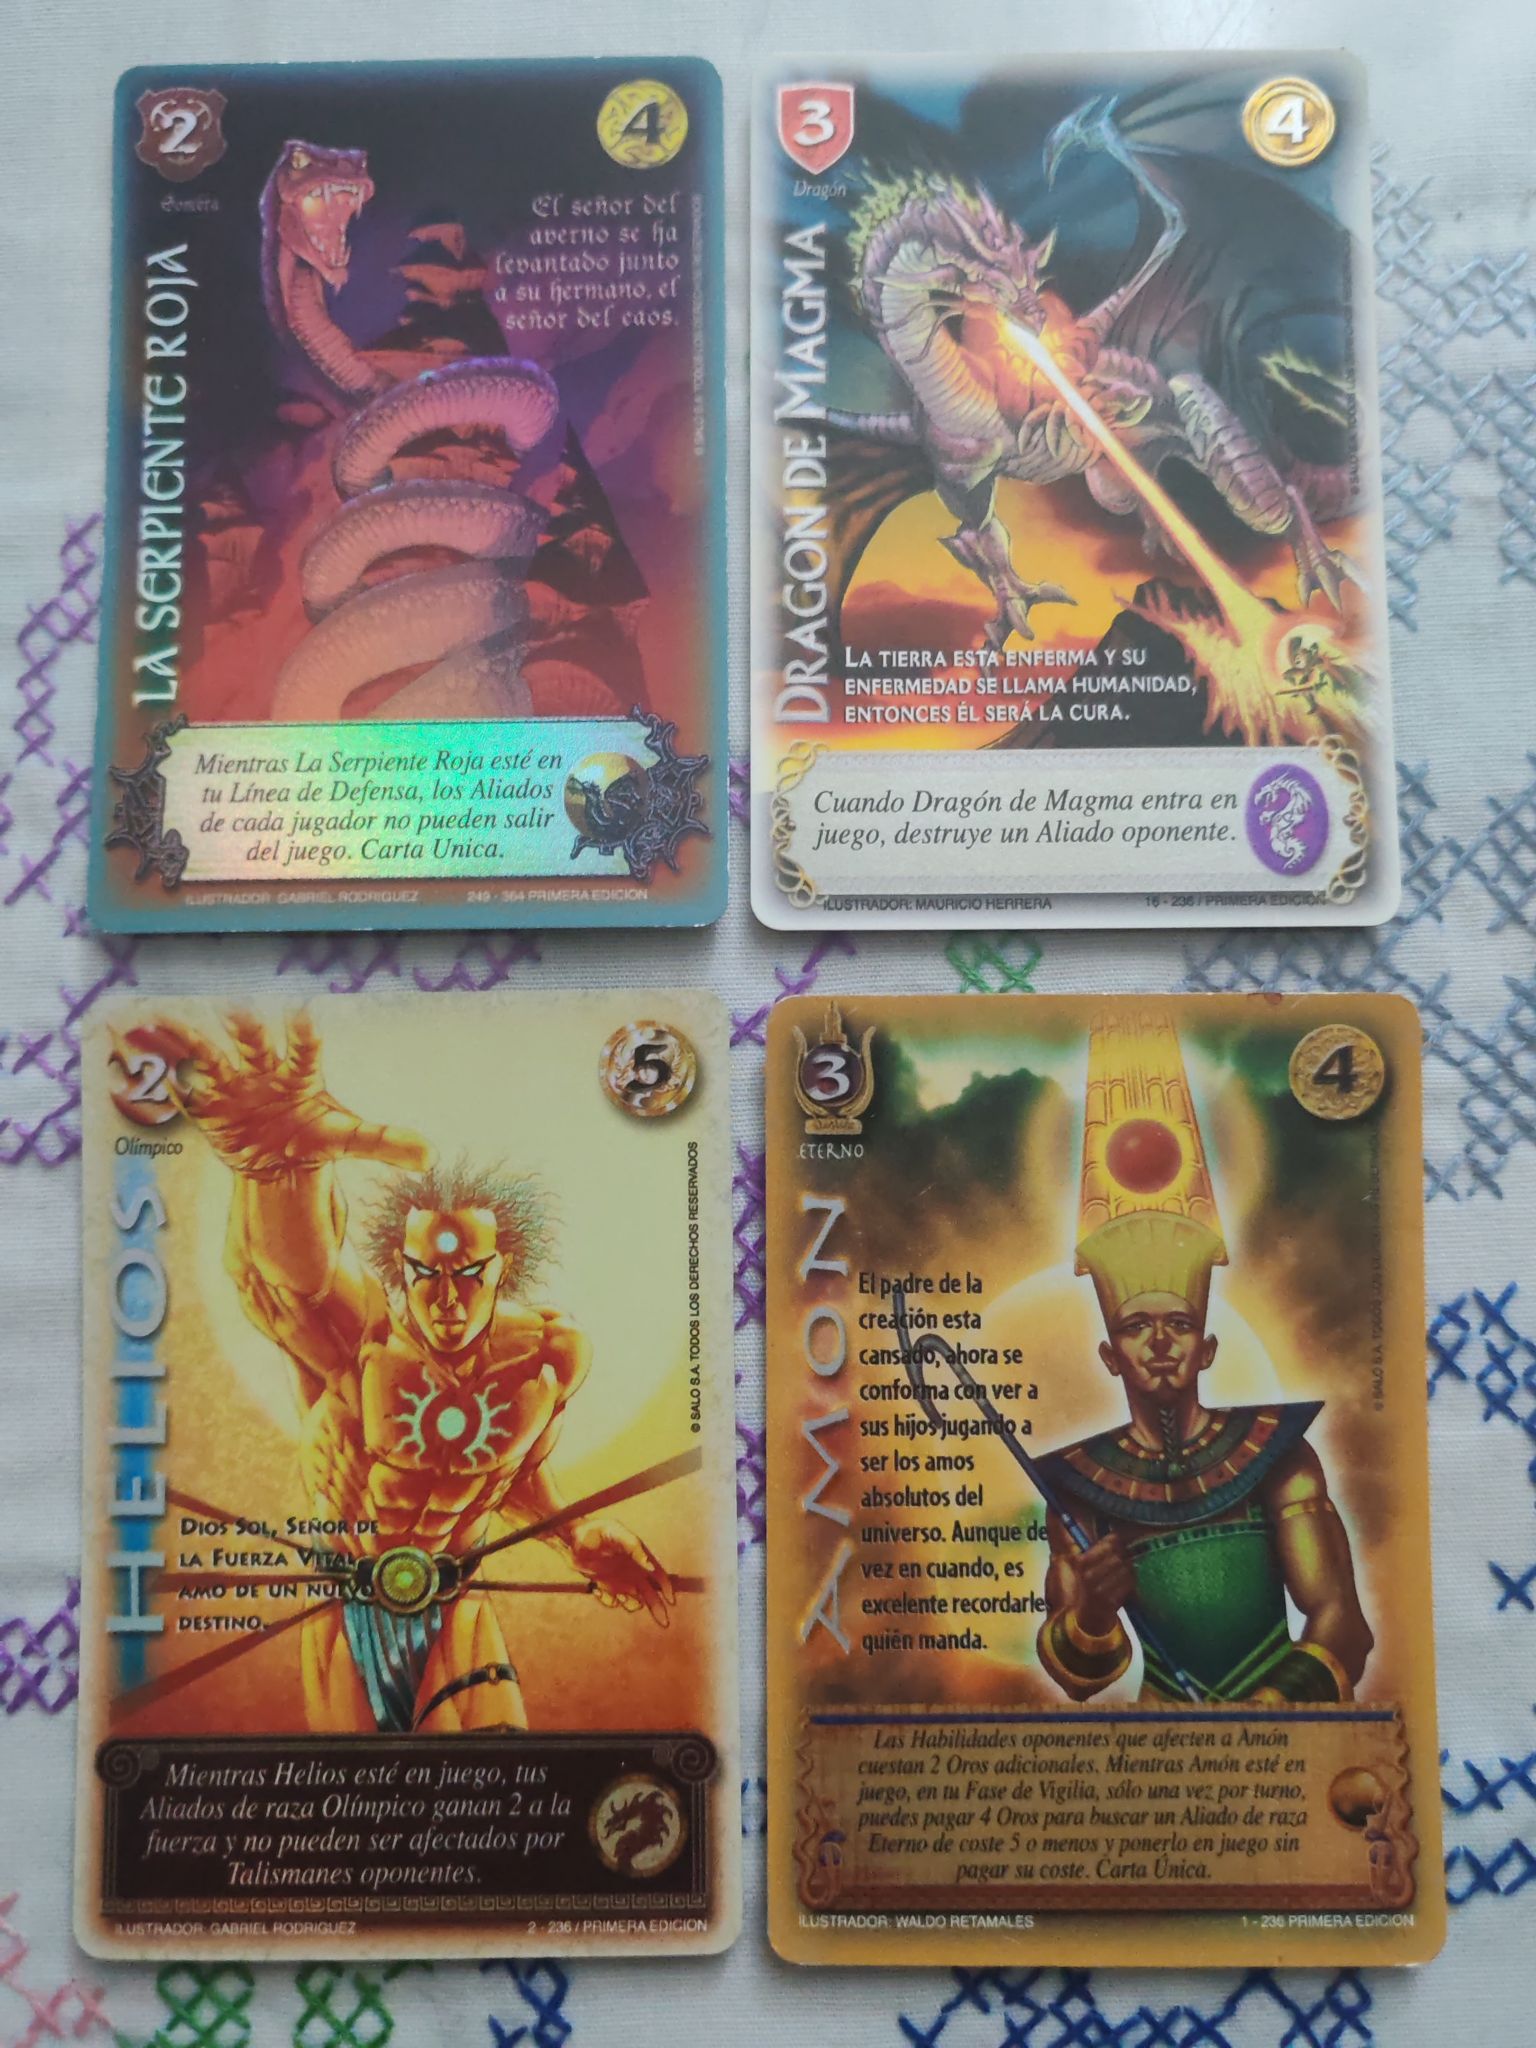 2
4
Sombra
LA SERPIENTE ROJA
El señor del
averno se ha
levantado junto
a su hermano, el
señor del caos.
Mientras La Serpiente Roja esté en
tu Línea de Defensa, los Aliados
de cada jugador no pueden salir
del juego. Carta Unica.
ILUSTRADOR: GABRIEL RODRIGUEZ 249 - 364 PRIMERA EDICION
3
4
Dragón
DRAGON DE MAGMA
LA TIERRA ESTA ENFERMA Y SU
ENFERMEDAD SE LLAMA HUMANIDAD,
ENTONCES ÉL SERÁ LA CURA.
Cuando Dragón de Magma entra en
juego, destruye un Aliado oponente.
ILUSTRADOR: MAURICIO HERRERA 16 - 236 / PRIMERA EDICION
2
5
Olímpico
HELIOS
© SALO S.A. TODOS LOS DERECHOS RESERVADOS
DIOS SOL, SEÑOR DE
LA FUERZA VITAL
AMO DE UN NUEVO
DESTINO.
Mientras Helios esté en juego, tus
Aliados de raza Olímpico ganan 2 a la
fuerza y no pueden ser afectados por
Talismanes oponentes.
ILUSTRADOR: GABRIEL RODRIGUEZ 2 - 236 / PRIMERA EDICION
3
4
ETERNO
AMON
El padre de la
creación esta
cansado, ahora se
conforma con ver a
sus hijos jugando a
ser los amos
absolutos del
universo. Aunque de
vez en cuando, es
excelente recordarles
quién manda.
Las Habilidades oponentes que afecten a Amón
cuestan 2 Oros adicionales. Mientras Amón esté en
juego, en tu Fase de Vigilia, sólo una vez por turno,
puedes pagar 4 Oros para buscar un Aliado de raza
Eterno de coste 5 o menos y ponerlo en juego sin
pagar su coste. Carta Única.
ILUSTRADOR: WALDO RETAMALES 1 - 236 PRIMERA EDICION